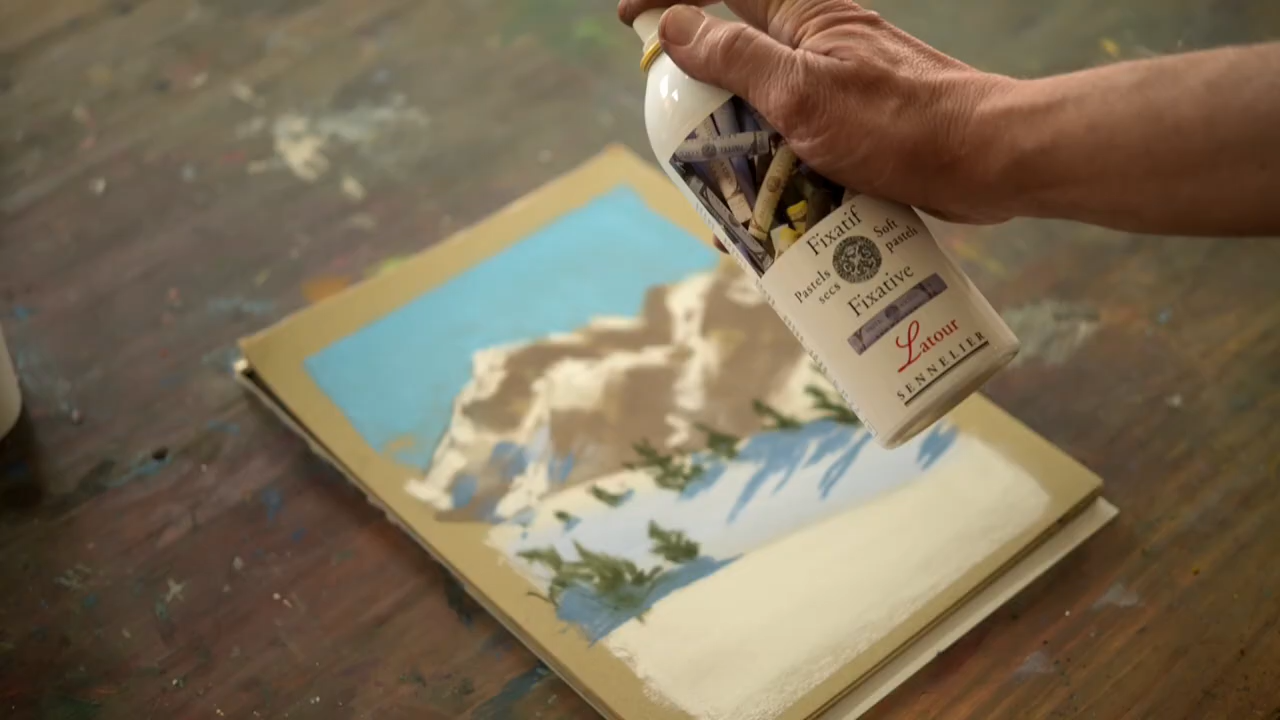 Fixatif
Pastels secs
Soft pastels
Fixative
Latour
SENNELIER